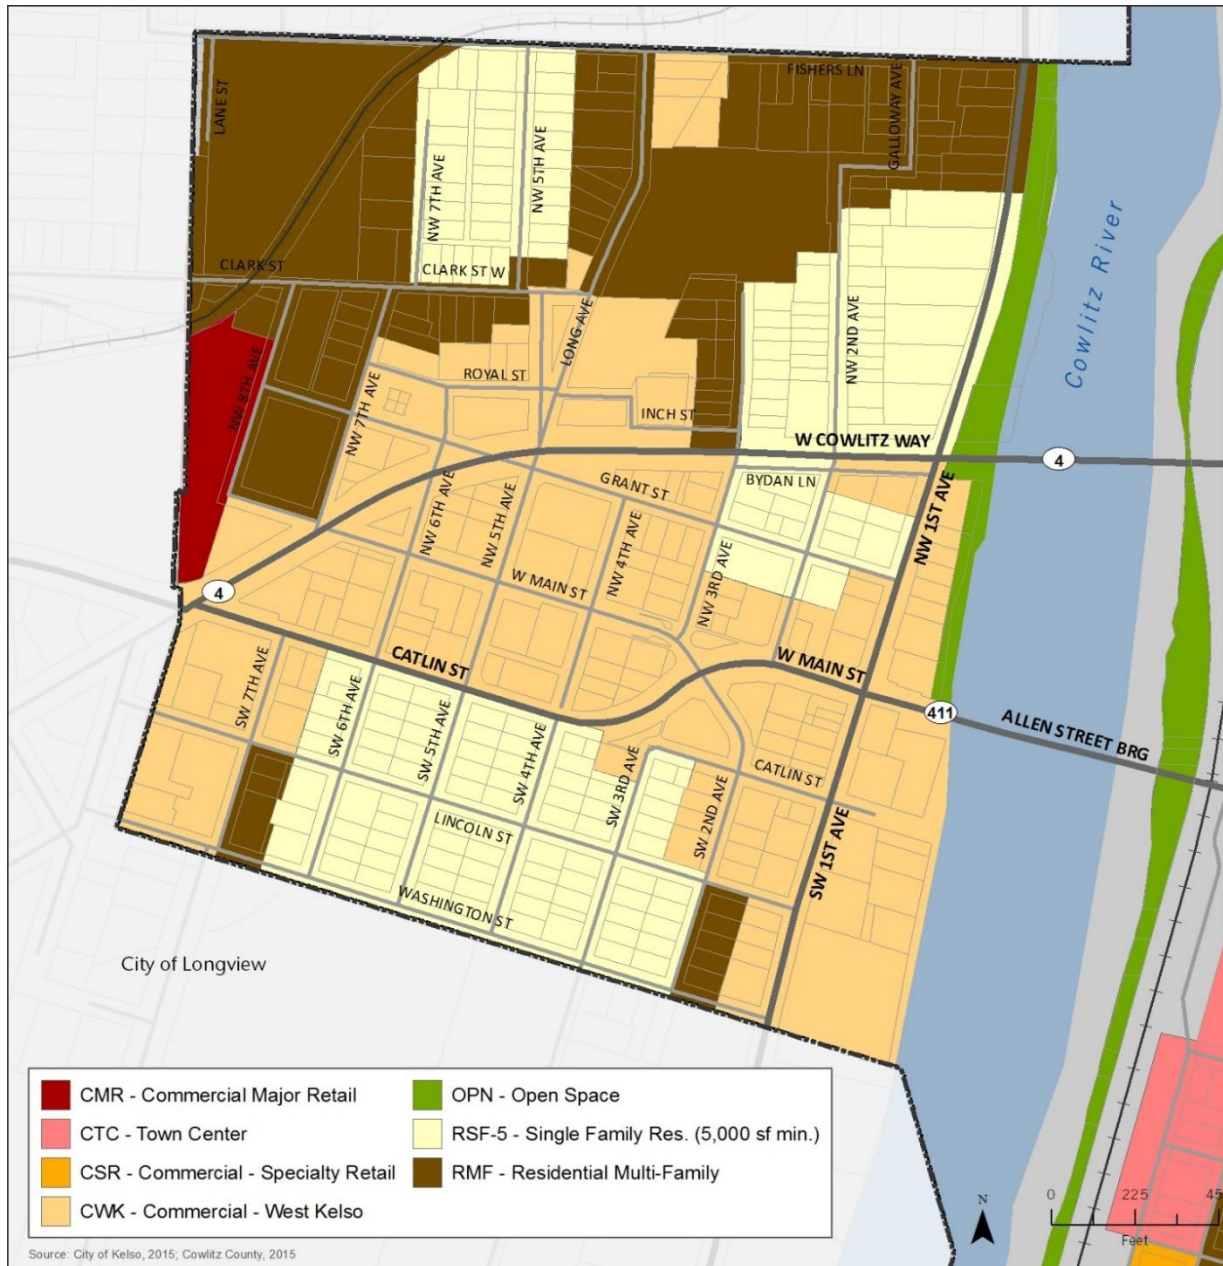 FISHERS LN
LANE ST
GALLOWAY AVE
NW 7TH AVE
NW 5TH AVE
CLARK ST
CLARK ST W
LONG AVE
NW 2ND AVE
Cowlitz River
NW 8TH AVE
NW 7TH AVE
ROYAL ST
INCH ST
W COWLITZ WAY
4
GRANT ST
BYDAN LN
NW 6TH AVE
NW 5TH AVE
NW 4TH AVE
NW 3RD AVE
NW 1ST AVE
W MAIN ST
4
CATLIN ST
W MAIN ST
411
ALLEN STREET BRG
SW 7TH AVE
SW 6TH AVE
SW 5TH AVE
SW 4TH AVE
SW 3RD AVE
SW 2ND AVE
CATLIN ST
SW 1ST AVE
LINCOLN ST
WASHINGTON ST
City of Longview
CMR - Commercial Major Retail
CTC - Town Center
CSR - Commercial - Specialty Retail
CWK - Commercial - West Kelso
OPN - Open Space
RSF-5 - Single Family Res. (5,000 sf min.)
RMF - Residential Multi-Family
N
0 225 45
Feet
Source: City of Kelso, 2015; Cowlitz County, 2015